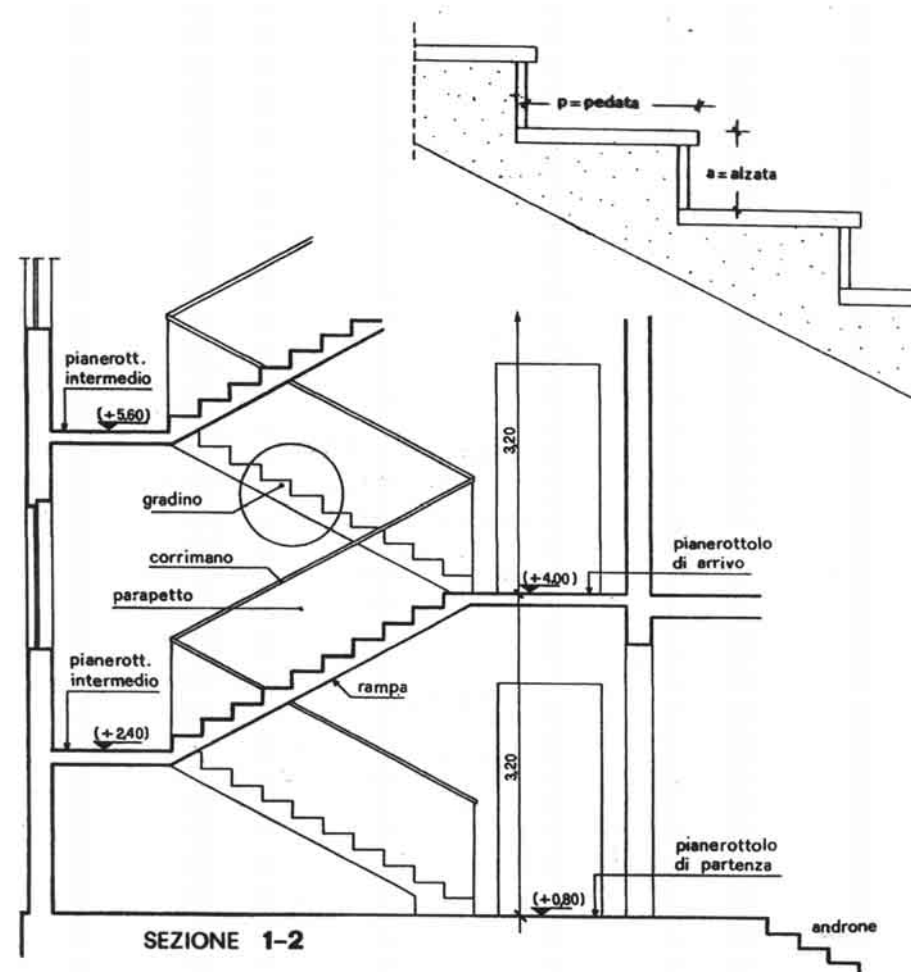 p = pedata
a = alzata
pianerott.
intermedio
(+5,60)
3,20
gradino
corrimano
parapetto
(+4,00)
pianerottolo
di arrivo
pianerott.
intermedio
rampa
(+2,40)
3,20
pianerottolo
di partenza
(+0,80)
androne
SEZIONE 1-2